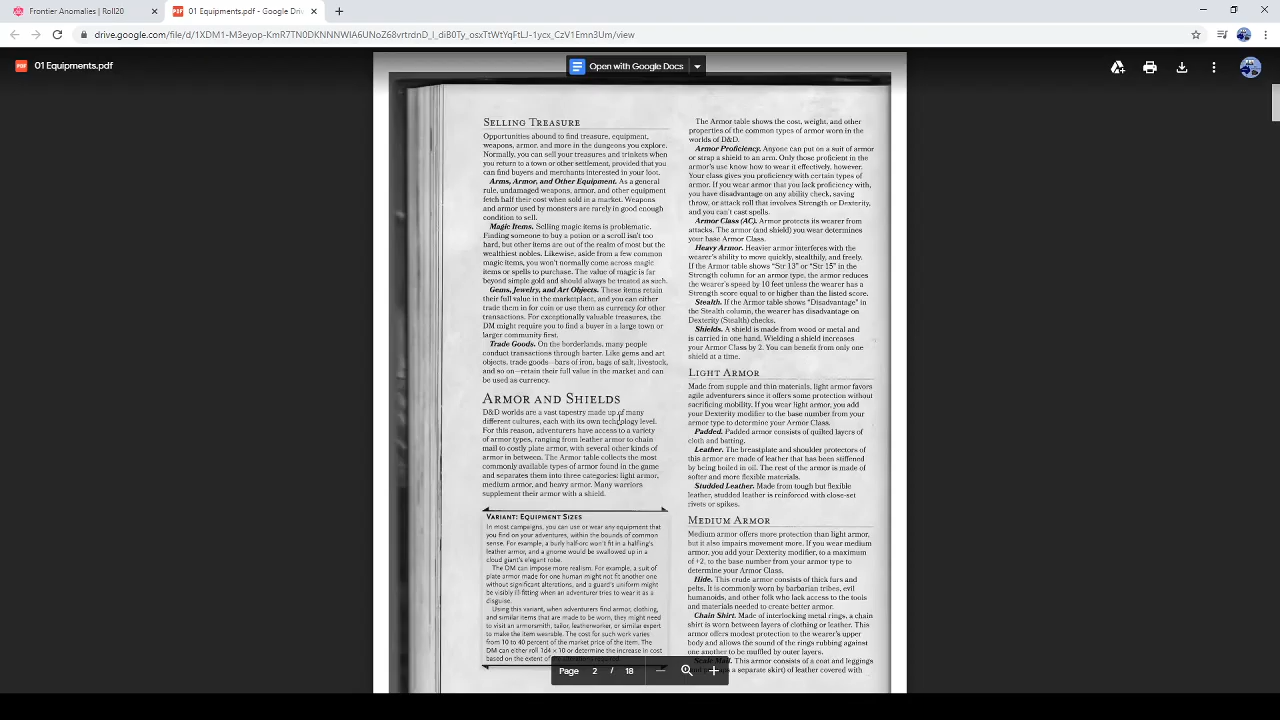 Frontier Anomalies | Roll20
01 Equipments.pdf - Google Driv
01 Equipments.pdf
Open with Google Docs
SELLING TREASURE
Opportunities abound to find treasure, equipment,
weapons, armor, and more in the dungeons you explore.
Normally, you can sell your treasures and trinkets when
you return to a town or other settlement, provided that you
can find buyers and merchants interested in your loot.
Arms, Armor, and Other Equipment. As a general
rule, undamaged weapons, armor, and other equipment
fetch half their cost when sold in a market. Weapons
and armor used by monsters are rarely in good enough
condition to sell.
Magic Items. Selling magic items is problematic.
Finding someone to buy a potion or a scroll isn't too
hard, but other items are out of the realm of most but the
wealthiest nobles. Likewise, aside from a few common
magic items, you won't normally come across magic
items or spells to purchase. The value of magic is far
beyond simple gold and should always be treated as such.
Gems, Jewelry, and Art Objects. These items retain
their full value in the marketplace, and you can either
trade them in for coin or use them as currency for other
transactions. For exceptionally valuable treasures, the
DM might require you to find a buyer in a large town or
larger community first.
Trade Goods. On the borderlands, many people
conduct transactions through barter. Like gems and art
objects, trade goods—bars of iron, bags of salt, livestock,
and so on—retain their full value in the market and can
be used as currency.
ARMOR AND SHIELDS
D&D worlds are a vast tapestry made up of many
different cultures, each with its own technology level.
For this reason, adventurers have access to a variety
of armor types, ranging from leather armor to chain
mail to costly plate armor, with several other kinds of
armor in between. The Armor table collects the most
commonly available types of armor found in the game
and separates them into three categories: light armor,
medium armor, and heavy armor. Many warriors
supplement their armor with a shield.
VARIANT: EQUIPMENT SIZES
In most campaigns, you can use or wear any equipment that
you find on your adventures, within the bounds of common
sense. For example, a burly half-orc won't fit in a halfling's
leather armor, and a gnome would be swallowed up in a
cloud giant's elegant robe.
The DM can impose more realism. For example, a suit of
plate armor made for one human might not fit another one
without significant alterations, and a guard's uniform might
be visibly ill-fitting when an adventurer tries to wear it as a
disguise.
Using this variant, when adventurers find armor, clothing,
and similar items that are made to be worn, they might need
to visit an armorsmith, tailor, leatherworker, or similar expert
to make the item wearable. The cost for such work varies
from 10 to 40 percent of the market price of the item. The
DM can either roll 1d4 × 10 or determine the increase in cost
based on the extent of the alterations required.
The Armor table shows the cost, weight, and other
properties of the common types of armor worn in the
worlds of D&D.
Armor Proficiency. Anyone can put on a suit of armor
or strap a shield to an arm. Only those proficient in
the armor's use know how to wear it effectively, however.
Your class gives you proficiency with certain types of
armor. If you wear armor that you lack proficiency with,
you have disadvantage on any ability check, saving
throw, or attack roll that involves Strength or Dexterity,
and you can't cast spells.
Armor Class (AC). Armor protects its wearer from
attacks. The armor (and shield) you wear determines
your base Armor Class.
Heavy Armor. Heavier armor interferes with the
wearer's ability to move quickly, stealthily, and freely.
If the Armor table shows "Str 13" or "Str 15" in the
Strength column for an armor type, the armor reduces
the wearer's speed by 10 feet unless the wearer has a
Strength score equal to or higher than the listed score.
Stealth. If the Armor table shows "Disadvantage" in
the Stealth column, the wearer has disadvantage on
Dexterity (Stealth) checks.
Shields. A shield is made from wood or metal and
is carried in one hand. Wielding a shield increases
your Armor Class by 2. You can benefit from only one
shield at a time.
LIGHT ARMOR
Made from supple and thin materials, light armor favors
agile adventurers since it offers some protection without
sacrificing mobility. If you wear light armor, you add
your Dexterity modifier to the base number from your
armor type to determine your Armor Class.
Padded. Padded armor consists of quilted layers of
cloth and batting.
Leather. The breastplate and shoulder protectors of
this armor are made of leather that has been stiffened
by being boiled in oil. The rest of the armor is made of
softer and more flexible materials.
Studded Leather. Made from tough but flexible
leather, studded leather is reinforced with close-set
rivets or spikes.
MEDIUM ARMOR
Medium armor offers more protection than light armor,
but it also impairs movement more. If you wear medium
armor, you add your Dexterity modifier, to a maximum
of +2, to the base number from your armor type to
determine your Armor Class.
Hide. This crude armor consists of thick furs and
pelts. It is commonly worn by barbarian tribes, evil
humanoids, and other folk who lack access to the tools
and materials needed to create better armor.
Chain Shirt. Made of interlocking metal rings, a chain
shirt is worn between layers of clothing or leather. This
armor offers modest protection to the wearer's upper
body and allows the sound of the rings rubbing against
one another to be muffled by outer layers.
Scale Mail. This armor consists of a coat and leggings
a separate skirt) of leather covered with
Page 2 / 18